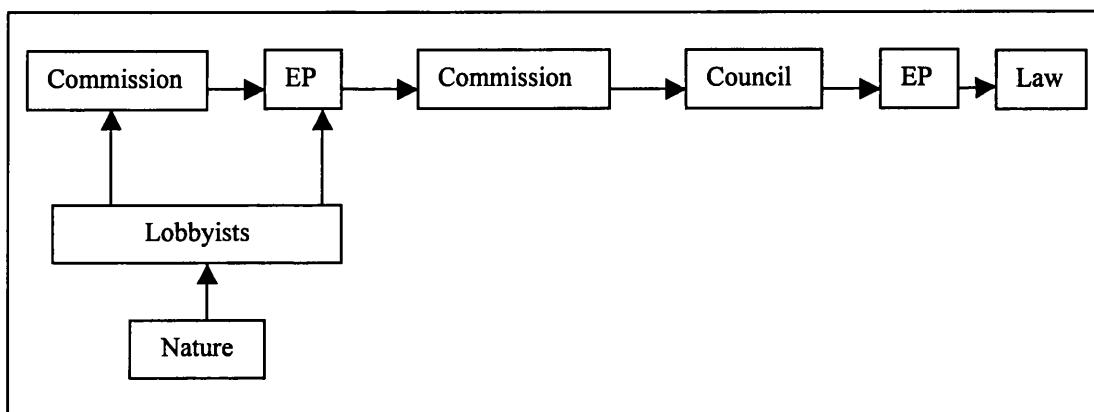 Commission
EP
Commission
Council
EP
Law
Lobbyists
Nature